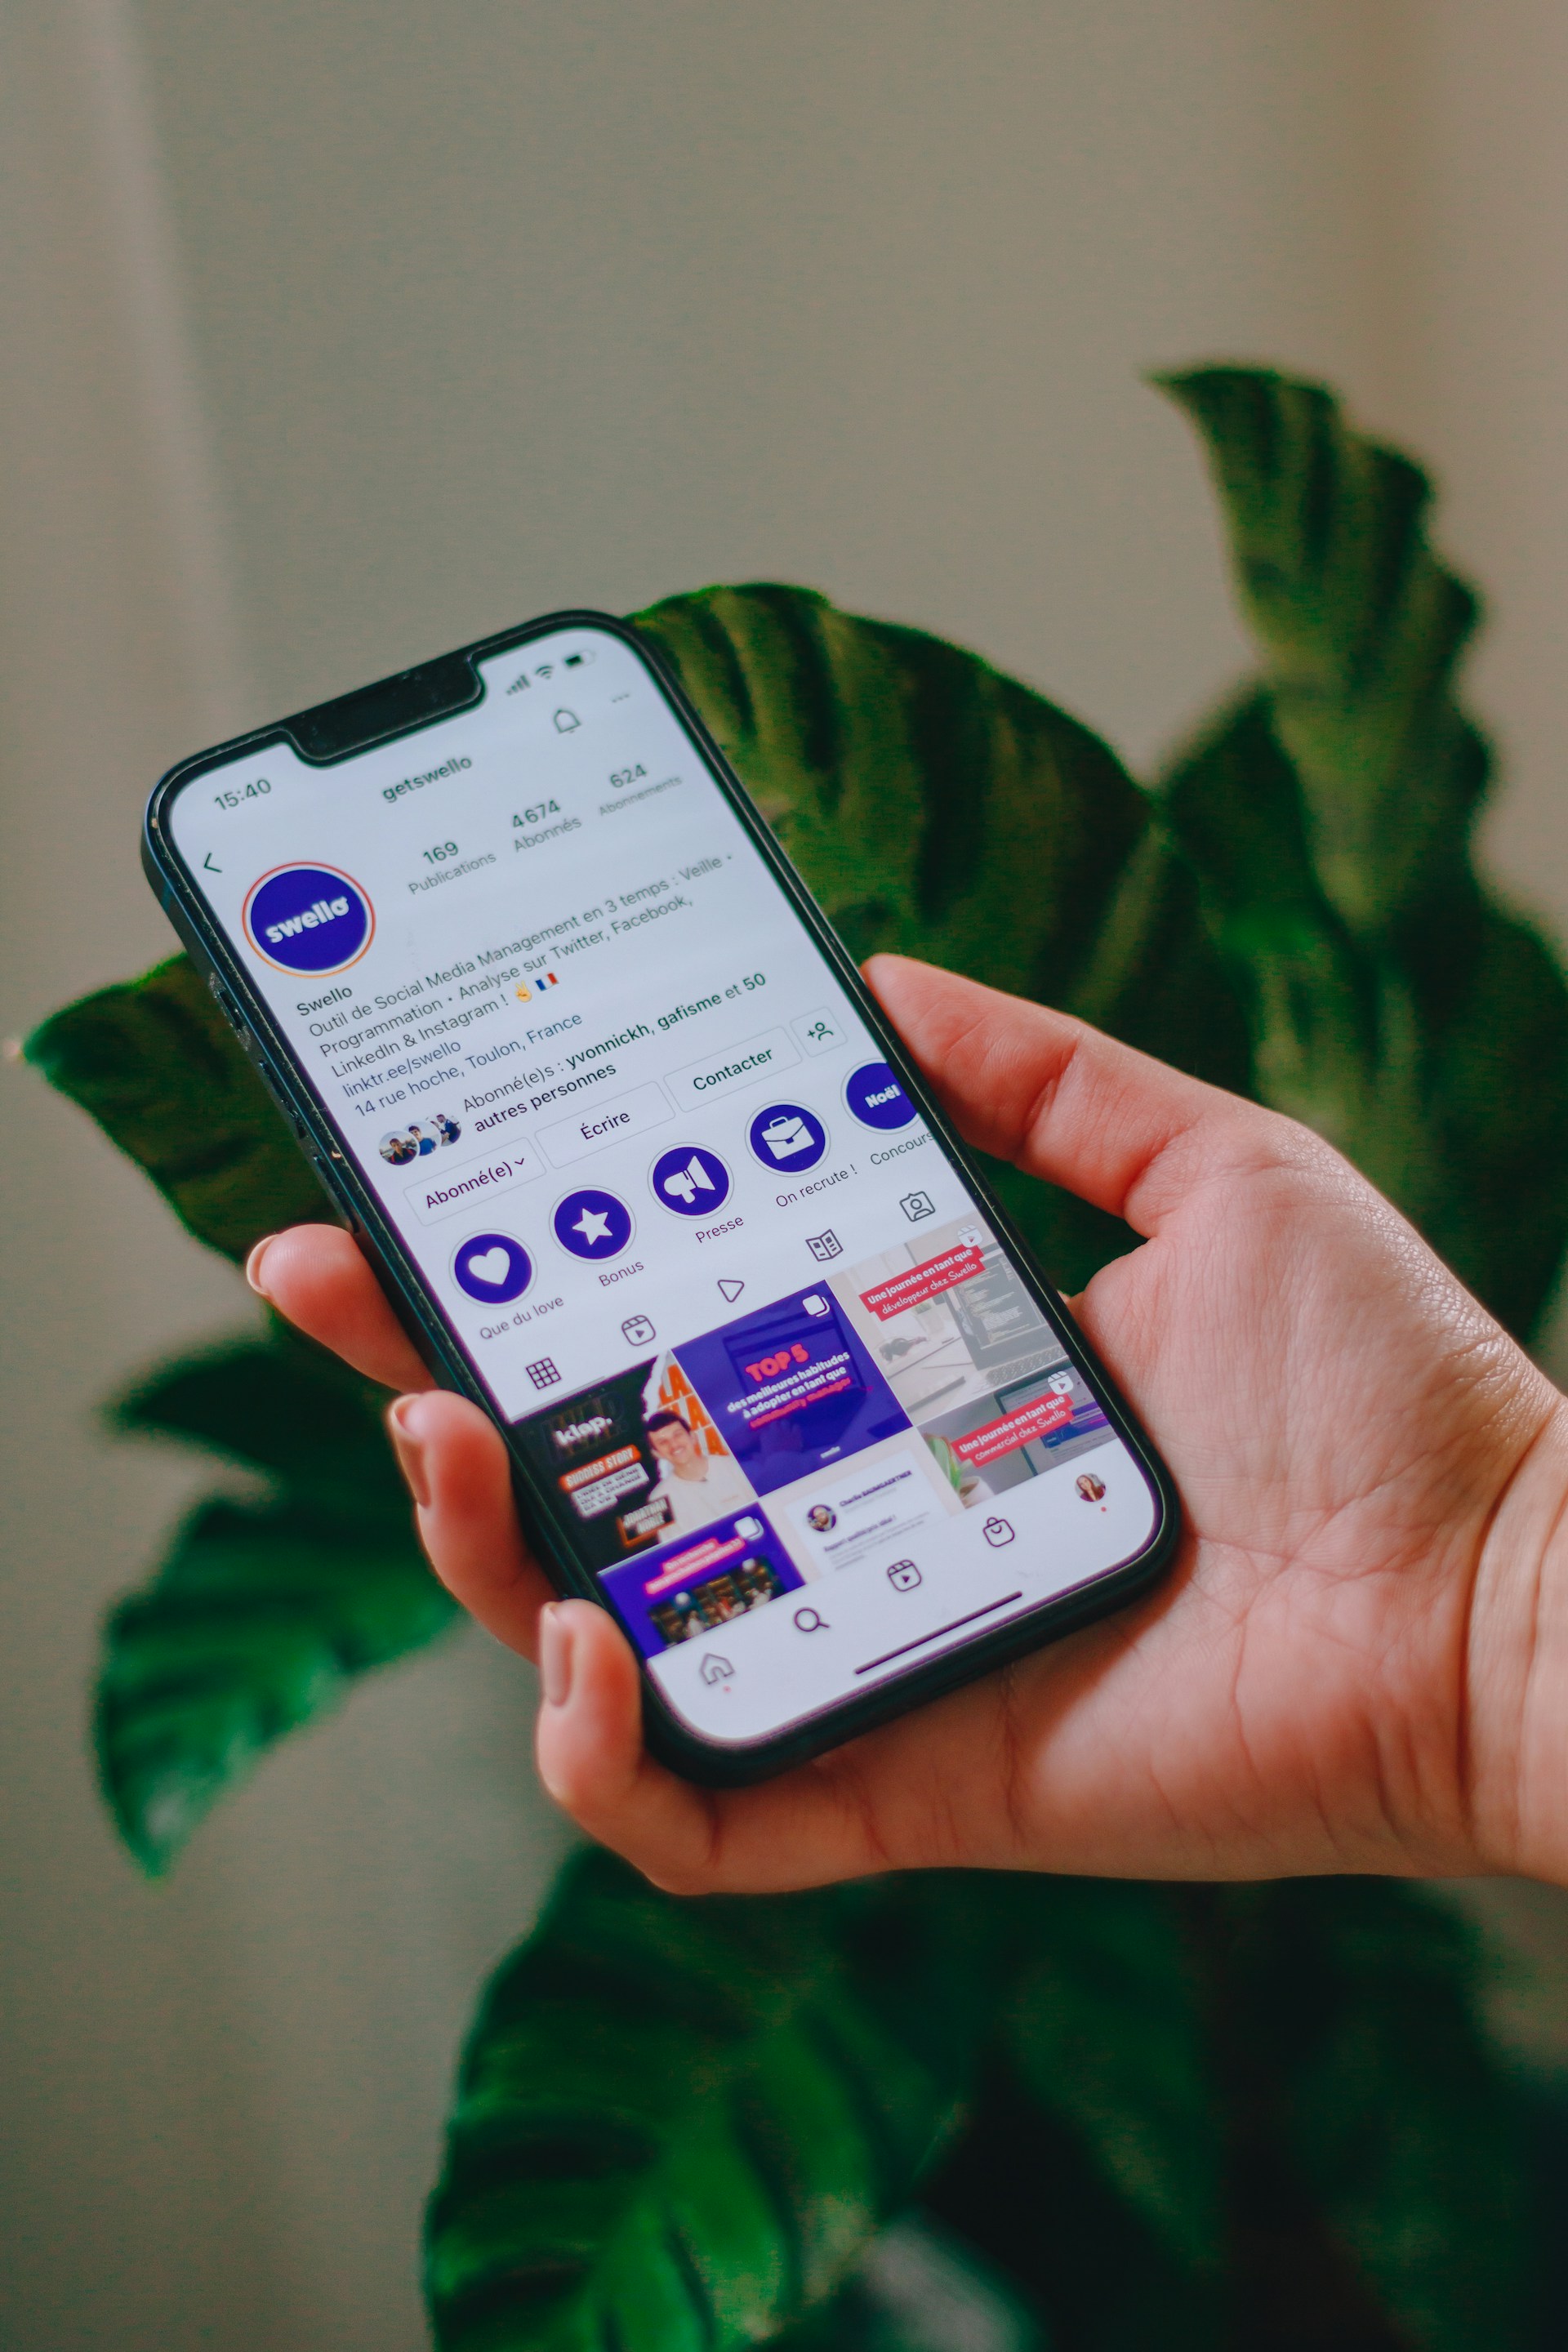 15:40
getswello
169
Publications
4674
Abonnés
624
Abonnements
swello
Swello
Outil de Social Media Management en 3 temps : Veille •
Programmation • Analyse sur Twitter, Facebook,
LinkedIn & Instagram ! ✌️🇫🇷
linktr.ee/swello
14 rue hoche, Toulon, France
Abonné(e)s : yvonnickh, gafisme et 50
autres personnes
Abonné(e)
Écrire
Contacter
Que du love
Bonus
Presse
On recrute !
Noël
Concours
klap.
SUCCESS STORY
TOP 5
des meilleures habitudes
à adopter en tant que
community manager
Une journée en tant que
développeur chez Swello
Une journée en tant que
commercial chez Swello
Charlie BAUMGAERTNER